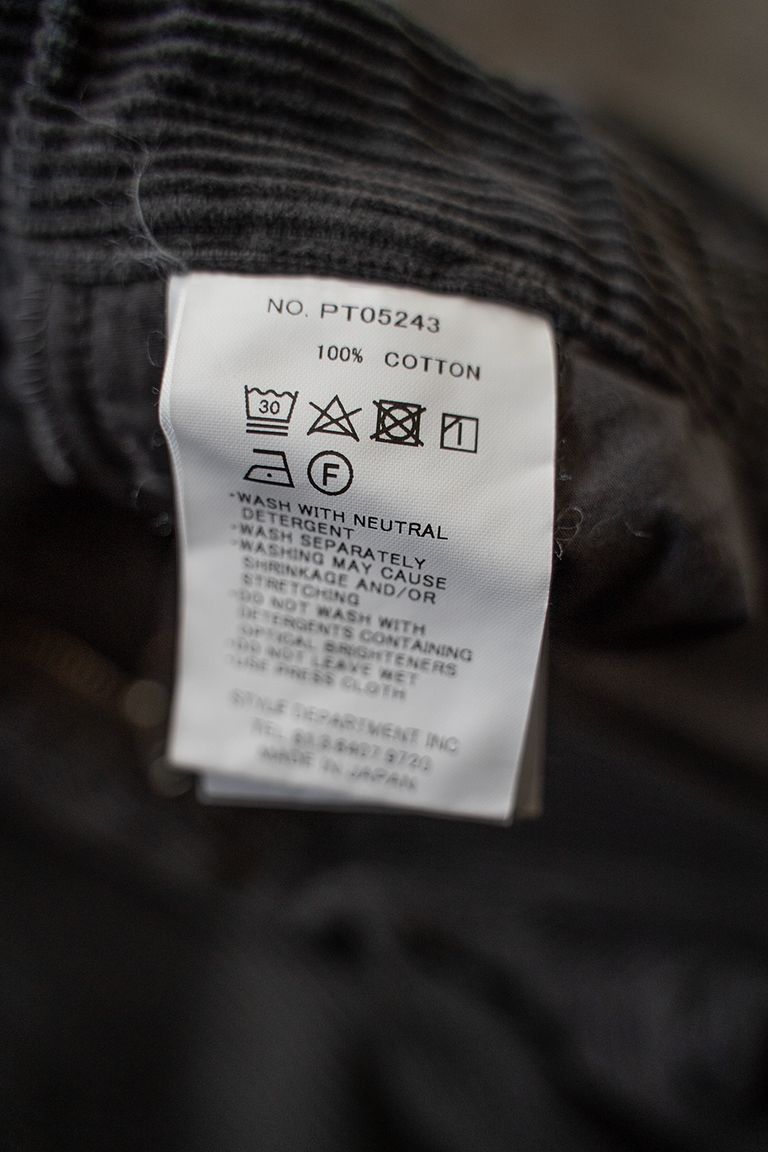 NO. PT05243
100% COTTON
30
F
-WASH WITH NEUTRAL
DETERGENT
-WASH SEPARATELY
-WASHING MAY CAUSE
SHRINKAGE AND/OR
STRETCHING
-DO NOT WASH WITH
DETERGENTS CONTAINING
OPTICAL BRIGHTENERS
-DO NOT LEAVE WET
-USE PRESS CLOTH
STYLE DEPARTMENT INC
TEL
MADE IN JAPAN